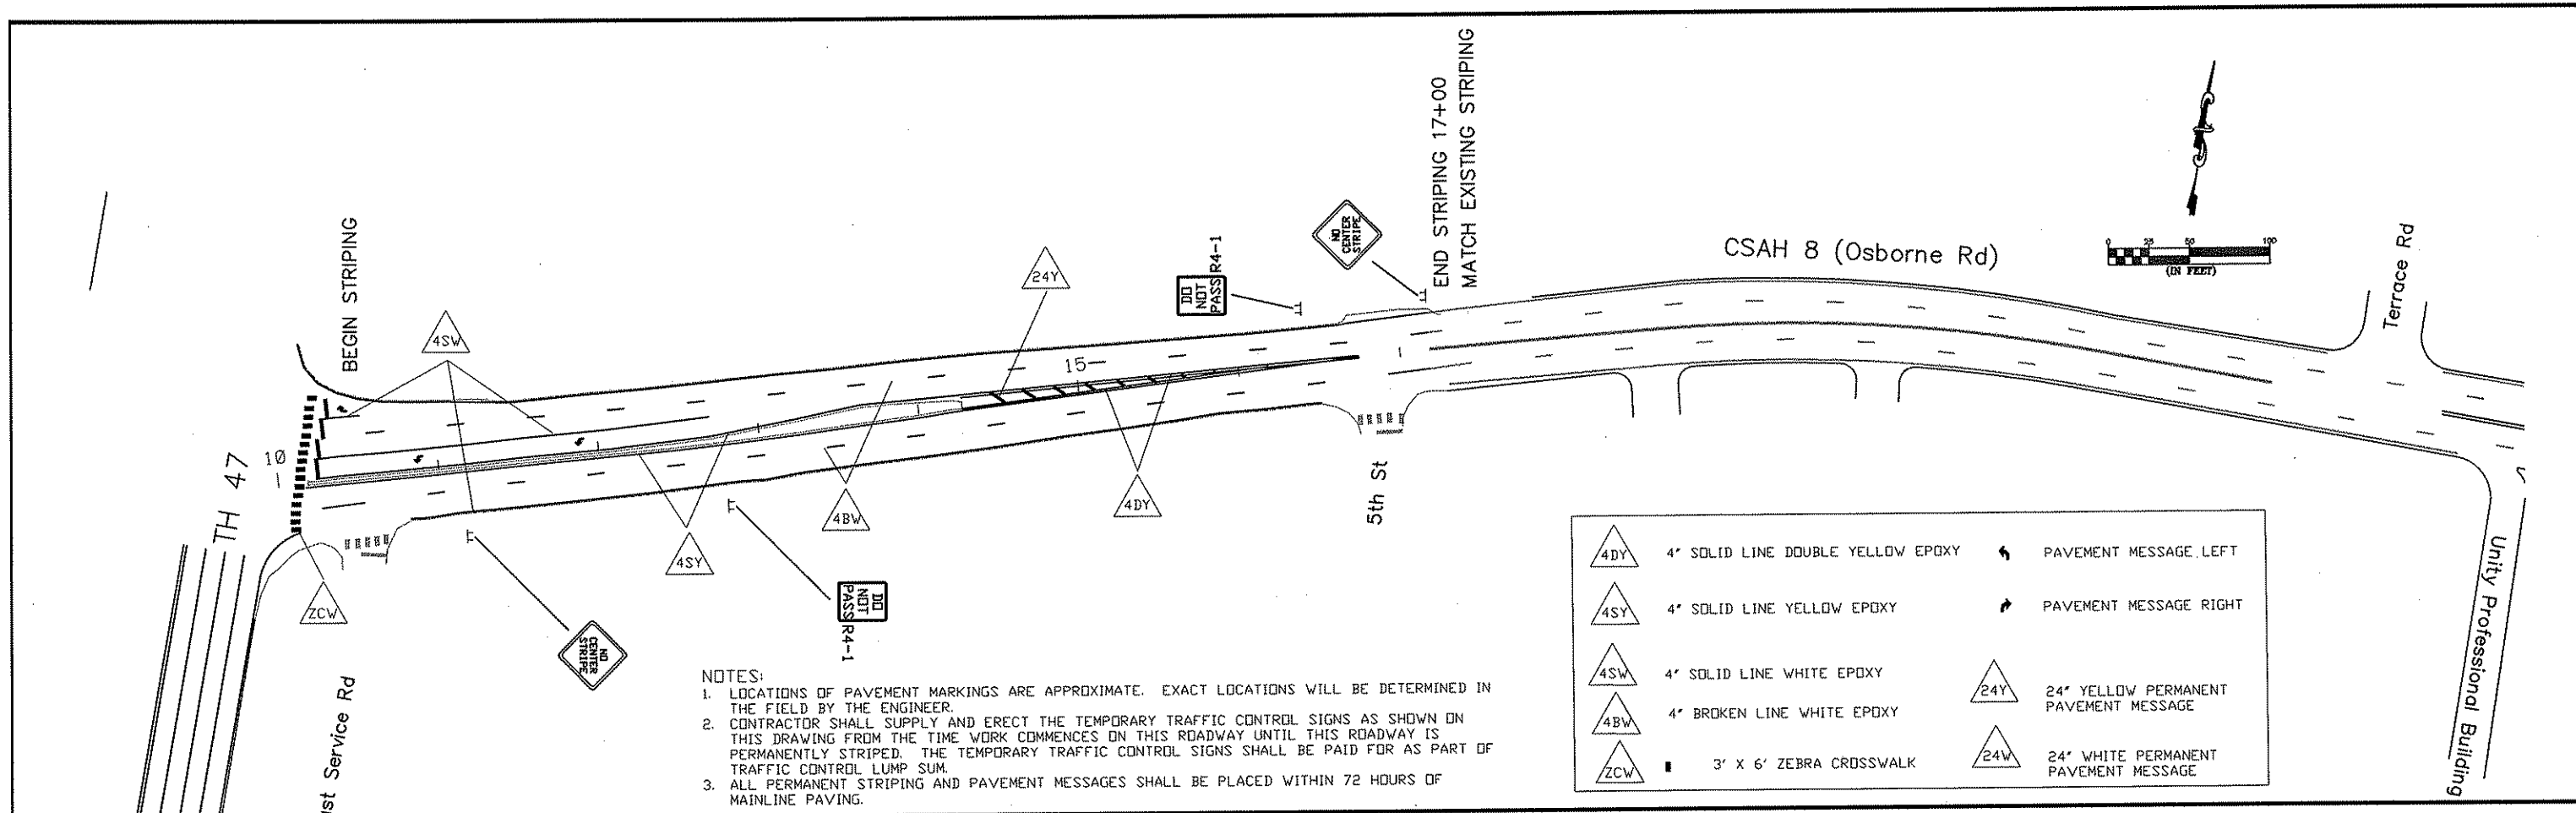 BEGIN STRIPING
4SW
TH 47
10
ZCW
4SY
NO
CENTER
STRIPE
DO
NOT
PASS
R4-1
4BW
24Y
15
4DY
DO
NOT
PASS
R4-1
NO
CENTER
STRIPE
END STRIPING 17+00
MATCH EXISTING STRIPING
5th St
CSAH 8 (Osborne Rd)
0 25 50 100
(IN FEET)
Terrace Rd
Unity Professional Building
st Service Rd
NOTES:
1. LOCATIONS OF PAVEMENT MARKINGS ARE APPROXIMATE. EXACT LOCATIONS WILL BE DETERMINED IN
THE FIELD BY THE ENGINEER.
2. CONTRACTOR SHALL SUPPLY AND ERECT THE TEMPORARY TRAFFIC CONTROL SIGNS AS SHOWN ON
THIS DRAWING FROM THE TIME WORK COMMENCES ON THIS ROADWAY UNTIL THIS ROADWAY IS
PERMANENTLY STRIPED. THE TEMPORARY TRAFFIC CONTROL SIGNS SHALL BE PAID FOR AS PART OF
TRAFFIC CONTROL LUMP SUM.
3. ALL PERMANENT STRIPING AND PAVEMENT MESSAGES SHALL BE PLACED WITHIN 72 HOURS OF
MAINLINE PAVING.
4DY 4" SOLID LINE DOUBLE YELLOW EPOXY
PAVEMENT MESSAGE LEFT
4SY 4" SOLID LINE YELLOW EPOXY
PAVEMENT MESSAGE RIGHT
4SW 4" SOLID LINE WHITE EPOXY
24Y 24" YELLOW PERMANENT
PAVEMENT MESSAGE
4BW 4" BROKEN LINE WHITE EPOXY
24W 24" WHITE PERMANENT
PAVEMENT MESSAGE
ZCW 3' X 6' ZEBRA CROSSWALK